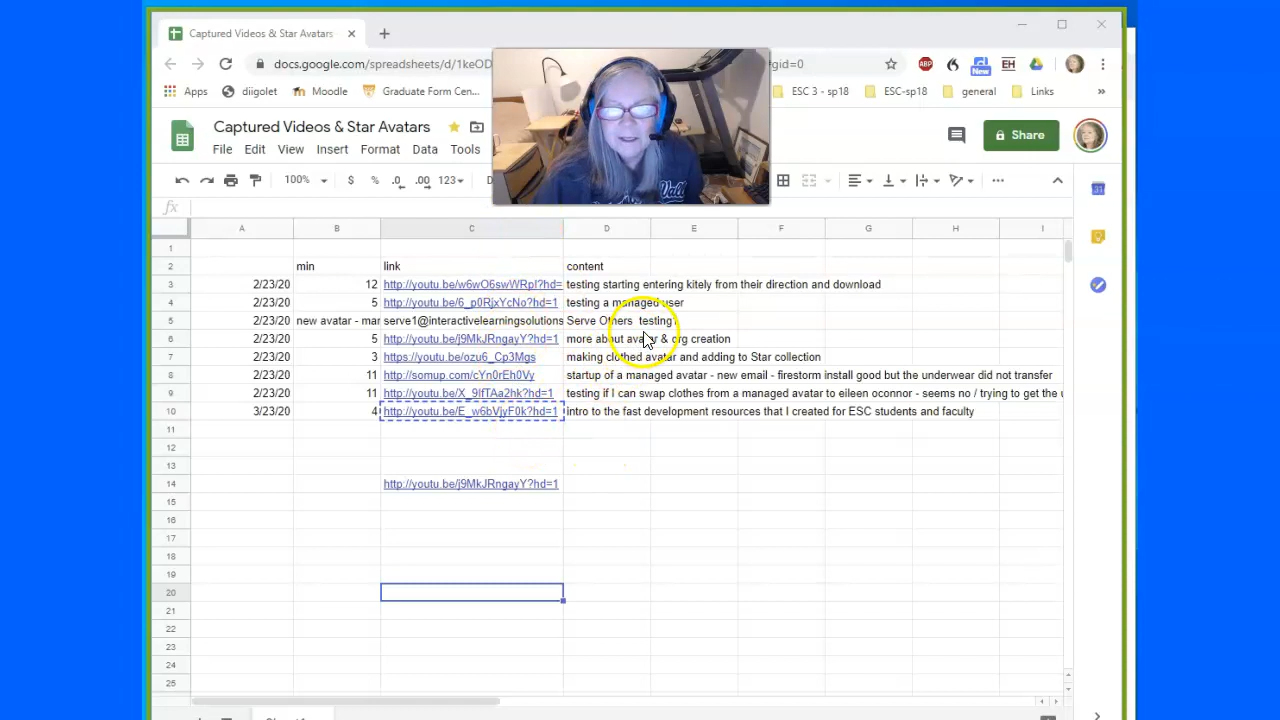 Captured Videos & Star Avatars
docs.google.com/spreadsheets/d/1keOD
gid=0
ABP
EH
New
Apps
diigolet
Moodle
Graduate Form Cen...
ESC 3 - sp18
ESC-sp18
general
Links
»
Captured Videos & Star Avatars
Share
File Edit View Insert Format Data Tools
100% $ % .0 .00 123
fx
A B C D E F G H I
1
2 min link content
3 2/23/20 12 http://youtu.be/w6wO6swWRpI?hd= testing starting entering kitely from their direction and download
4 2/23/20 5 http://youtu.be/6_p0RjxYcNo?hd=1 testing a managed user
5 2/23/20 new avatar - mar serve1@interactivelearningsolutions Serve Others testing1
6 2/23/20 5 http://youtu.be/j9MkJRngayY?hd=1 more about avatar & org creation
7 2/23/20 3 https://youtu.be/ozu6_Cp3Mgs making clothed avatar and adding to Star collection
8 2/23/20 11 http://somup.com/cYn0rEh0Vy startup of a managed avatar - new email - firestorm install good but the underwear did not transfer
9 2/23/20 11 http://youtu.be/X_9IfTAa2hk?hd=1 testing if I can swap clothes from a managed avatar to eileen oconnor - seems no / trying to get the u
10 3/23/20 4 http://youtu.be/E_w6bVjyF0k?hd=1 intro to the fast development resources that I created for ESC students and faculty
11
12
13
14 http://youtu.be/j9MkJRngayY?hd=1
15
16
17
18
19
20
21
22
23
24
25